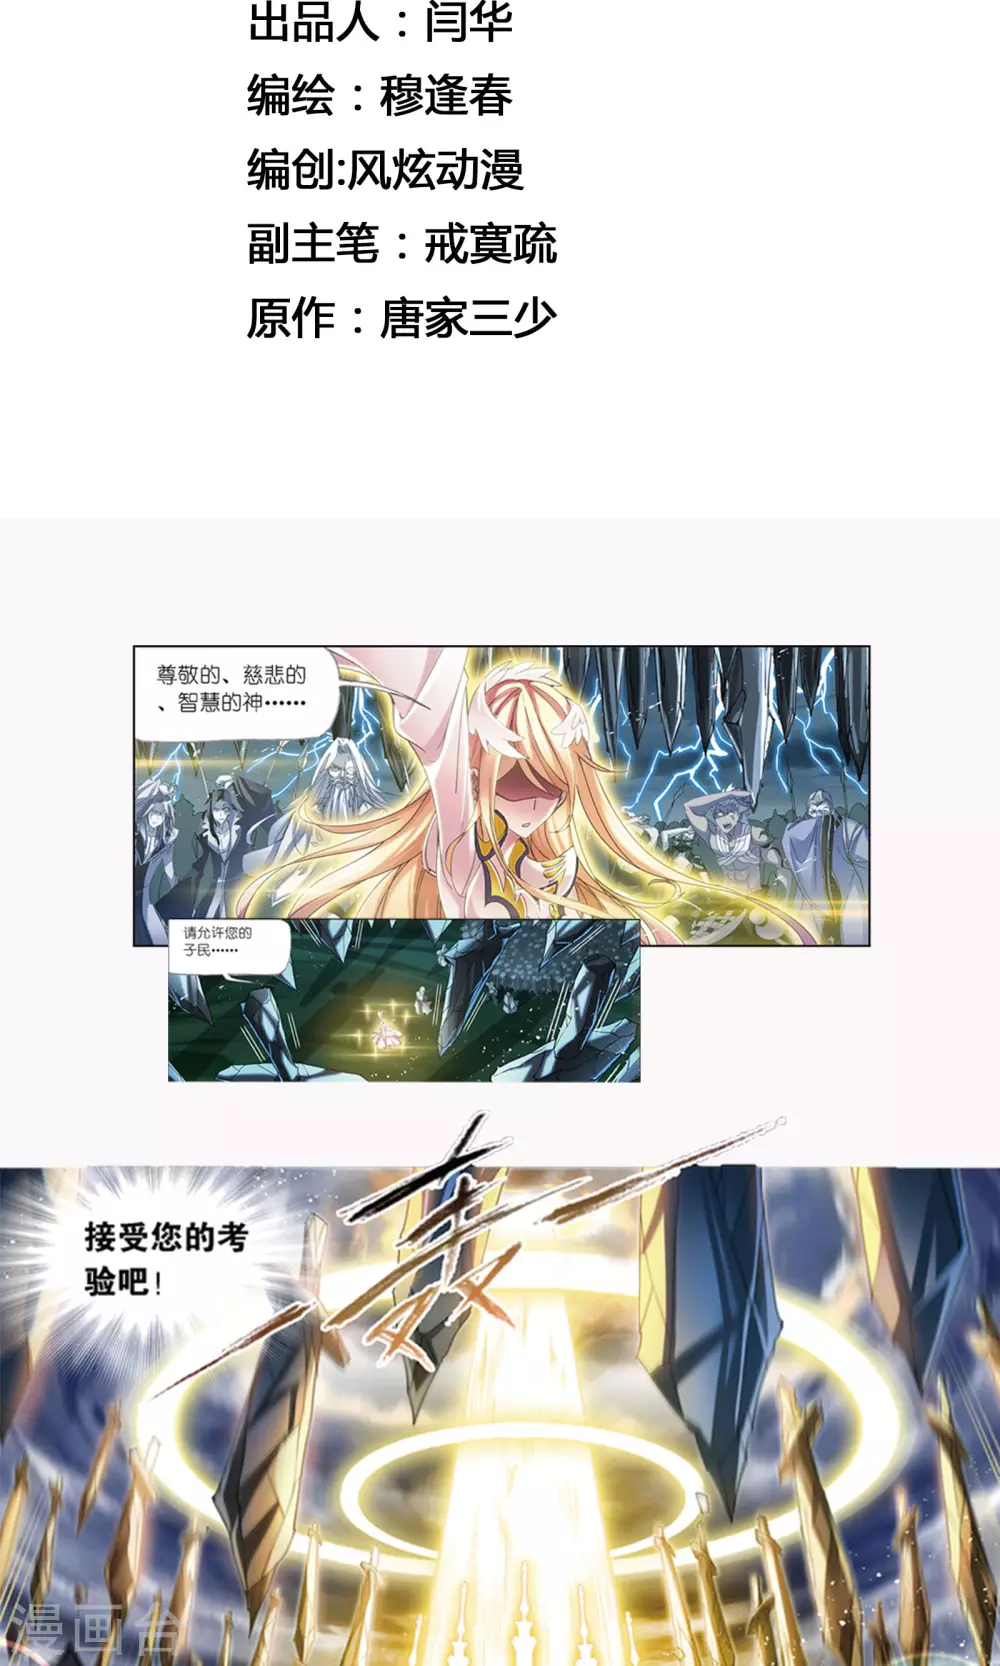 出品人：闫华
编绘：穆逢春
编创:风炫动漫
副主笔：戒寞疏
原作：唐家三少
尊敬的、慈悲的
、智慧的神……
请允许您的
子民……
接受您的考
验吧！
漫画台